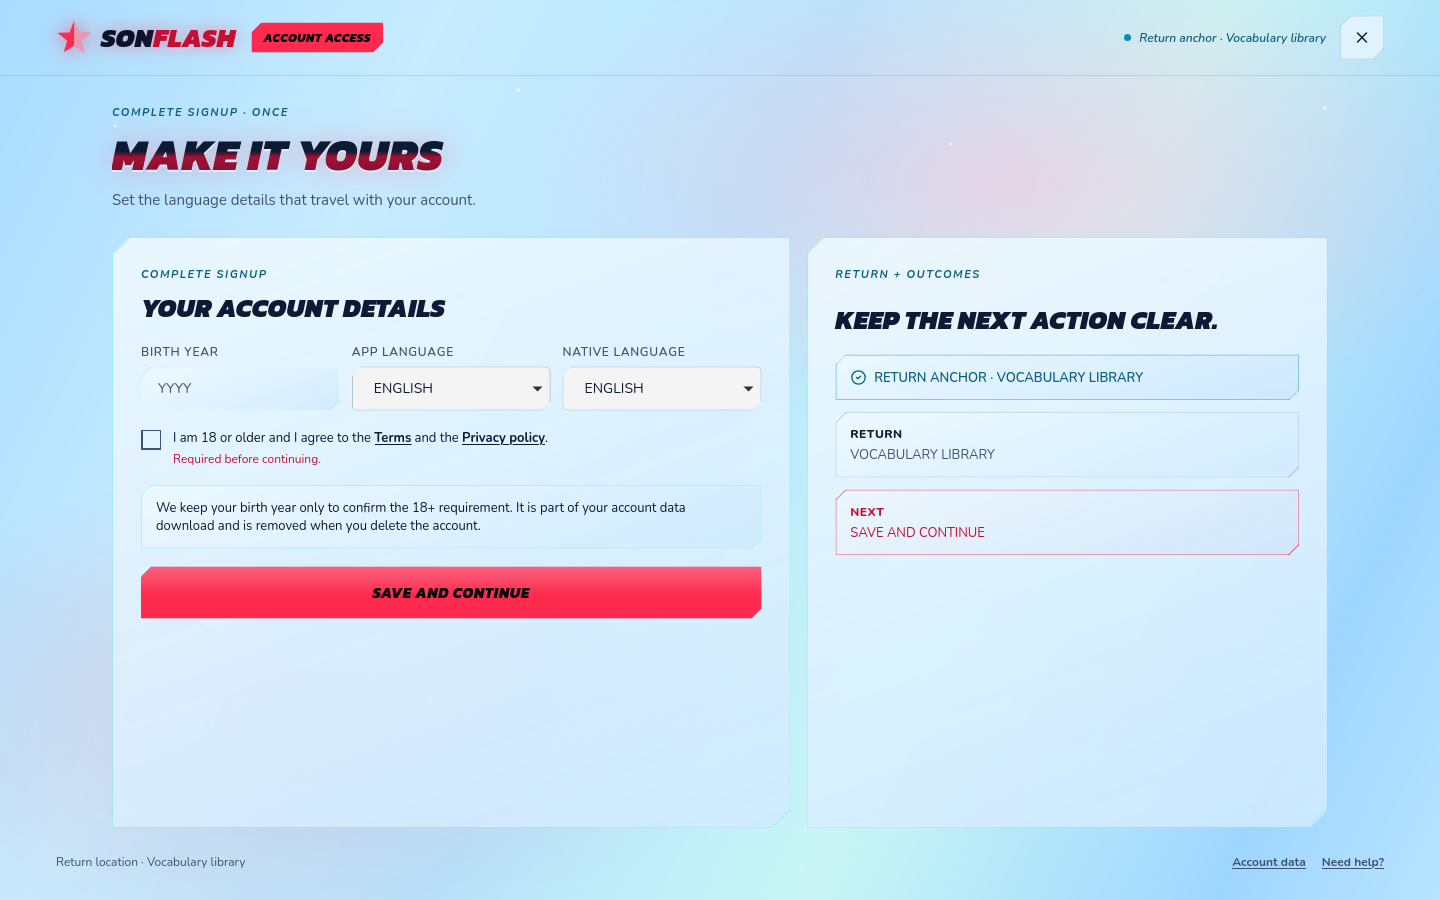 SONFLASH
ACCOUNT ACCESS
Return anchor · Vocabulary library
COMPLETE SIGNUP · ONCE
MAKE IT YOURS
Set the language details that travel with your account.
COMPLETE SIGNUP
YOUR ACCOUNT DETAILS
BIRTH YEAR
APP LANGUAGE
NATIVE LANGUAGE
YYYY
ENGLISH
ENGLISH
I am 18 or older and I agree to the Terms and the Privacy policy.
Required before continuing.
We keep your birth year only to confirm the 18+ requirement. It is part of your account data
download and is removed when you delete the account.
SAVE AND CONTINUE
RETURN + OUTCOMES
KEEP THE NEXT ACTION CLEAR.
RETURN ANCHOR · VOCABULARY LIBRARY
RETURN
VOCABULARY LIBRARY
NEXT
SAVE AND CONTINUE
Return location · Vocabulary library
Account data
Need help?